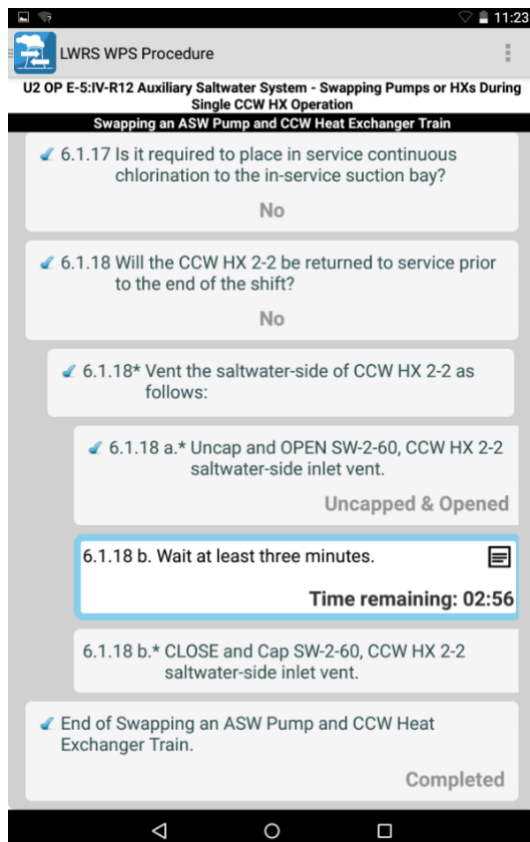 11:23
LWRS WPS Procedure
U2 OP E-5:IV-R12 Auxiliary Saltwater System - Swapping Pumps or HXs During
Single CCW HX Operation
Swapping an ASW Pump and CCW Heat Exchanger Train
6.1.17 Is it required to place in service continuous
chlorination to the in-service suction bay?
No
6.1.18 Will the CCW HX 2-2 be returned to service prior
to the end of the shift?
No
6.1.18* Vent the saltwater-side of CCW HX 2-2 as
follows:
6.1.18 a.* Uncap and OPEN SW-2-60, CCW HX 2-2
saltwater-side inlet vent.
Uncapped & Opened
6.1.18 b. Wait at least three minutes.
Time remaining: 02:56
6.1.18 b.* CLOSE and Cap SW-2-60, CCW HX 2-2
saltwater-side inlet vent.
End of Swapping an ASW Pump and CCW Heat
Exchanger Train.
Completed